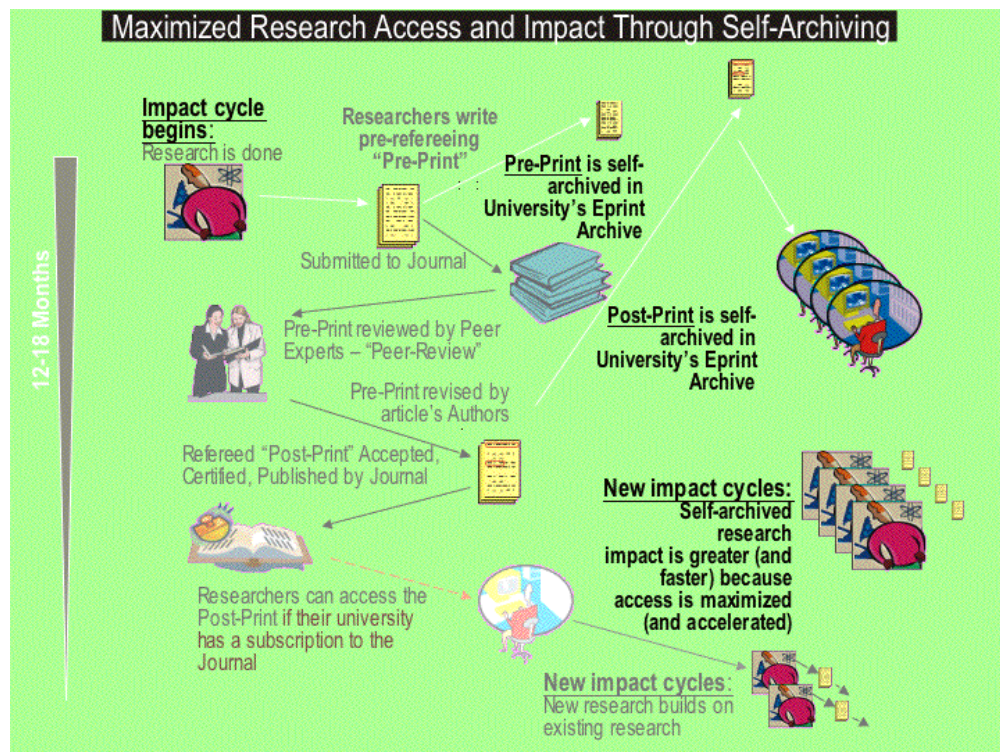 Maximized Research Access and Impact Through Self-Archiving
Impact cycle
begins:
Research is done
Researchers write
pre-refereeing
“Pre-Print”
Pre-Print is self-
archived in
University’s Eprint
Archive
Submitted to Journal
12-18 Months
Pre-Print reviewed by Peer
Experts – “Peer-Review”
Post-Print is self-
archived in
University’s Eprint
Archive
Pre-Print revised by
article’s Authors
Refereed “Post-Print” Accepted,
Certified, Published by Journal
New impact cycles:
Self-archived
research
impact is greater (and
faster) because
access is maximized
(and accelerated)
Researchers can access the
Post-Print if their university
has a subscription to the
Journal
New impact cycles:
New research builds on
existing research